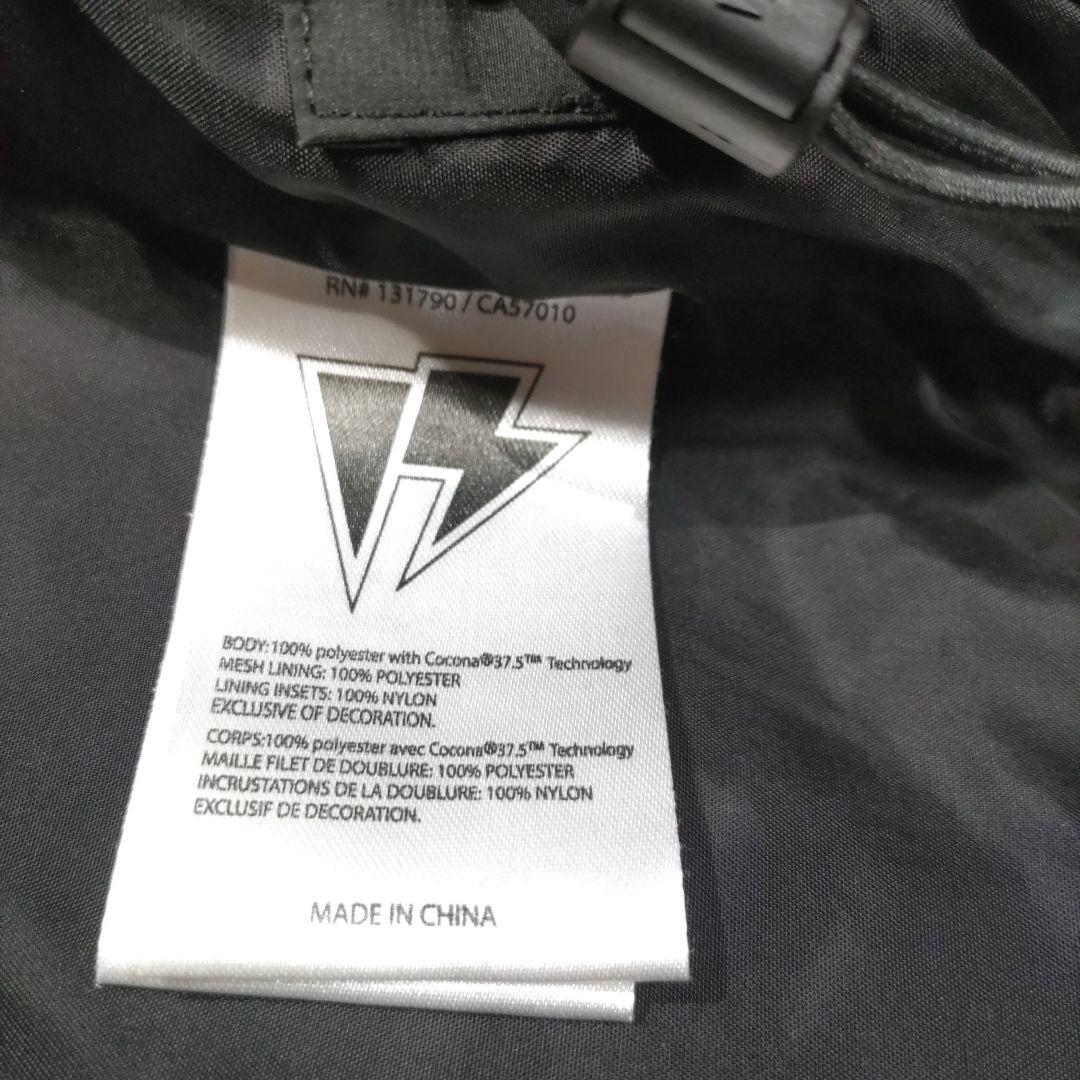 RN# 131790 / CA57010
BODY:100% polyester with Cocona®37.5™ Technology
MESH LINING: 100% POLYESTER
LINING INSETS: 100% NYLON
EXCLUSIVE OF DECORATION.
CORPS:100% polyester avec Cocona®37.5™ Technology
MAILLE FILET DE DOUBLURE: 100% POLYESTER
INCRUSTATIONS DE LA DOUBLURE: 100% NYLON
EXCLUSIF DE DECORATION.
MADE IN CHINA